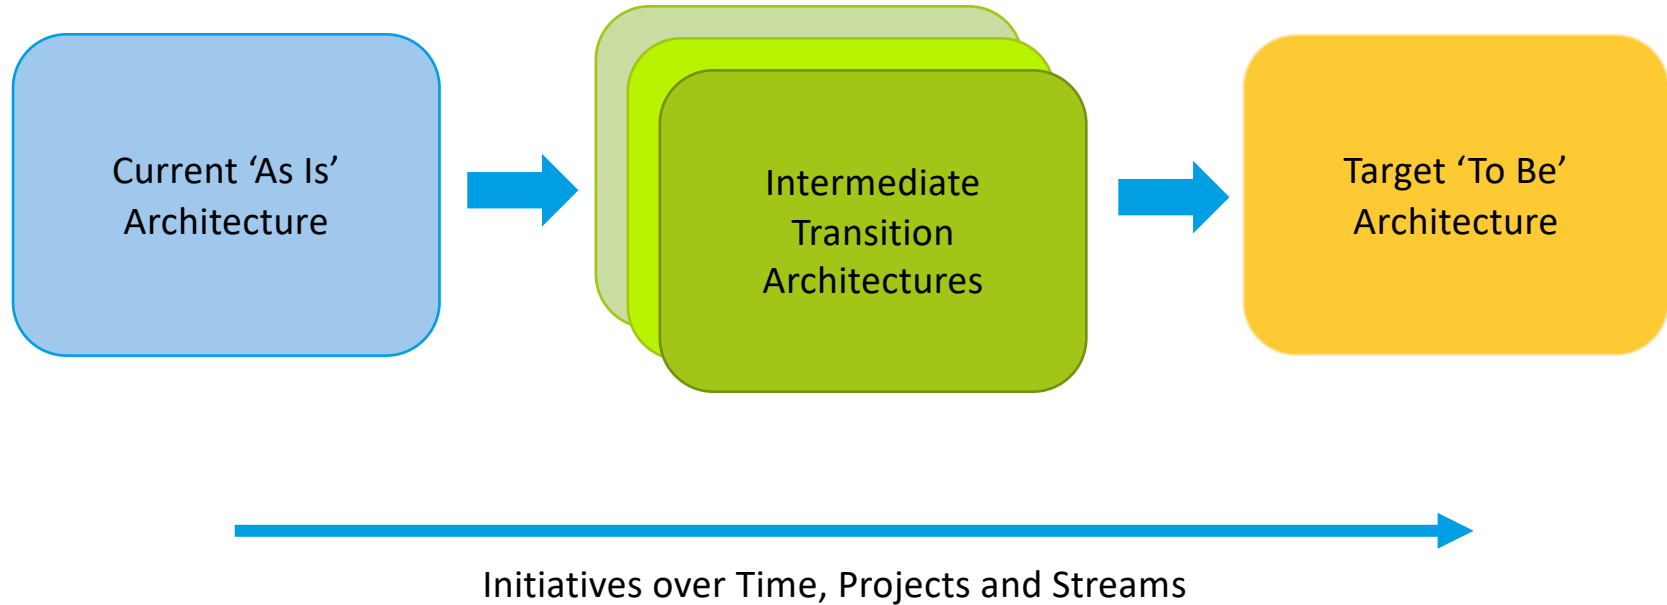 Current ‘As Is’
Architecture
Intermediate
Transition
Architectures
Target ‘To Be’
Architecture
Initiatives over Time, Projects and Streams